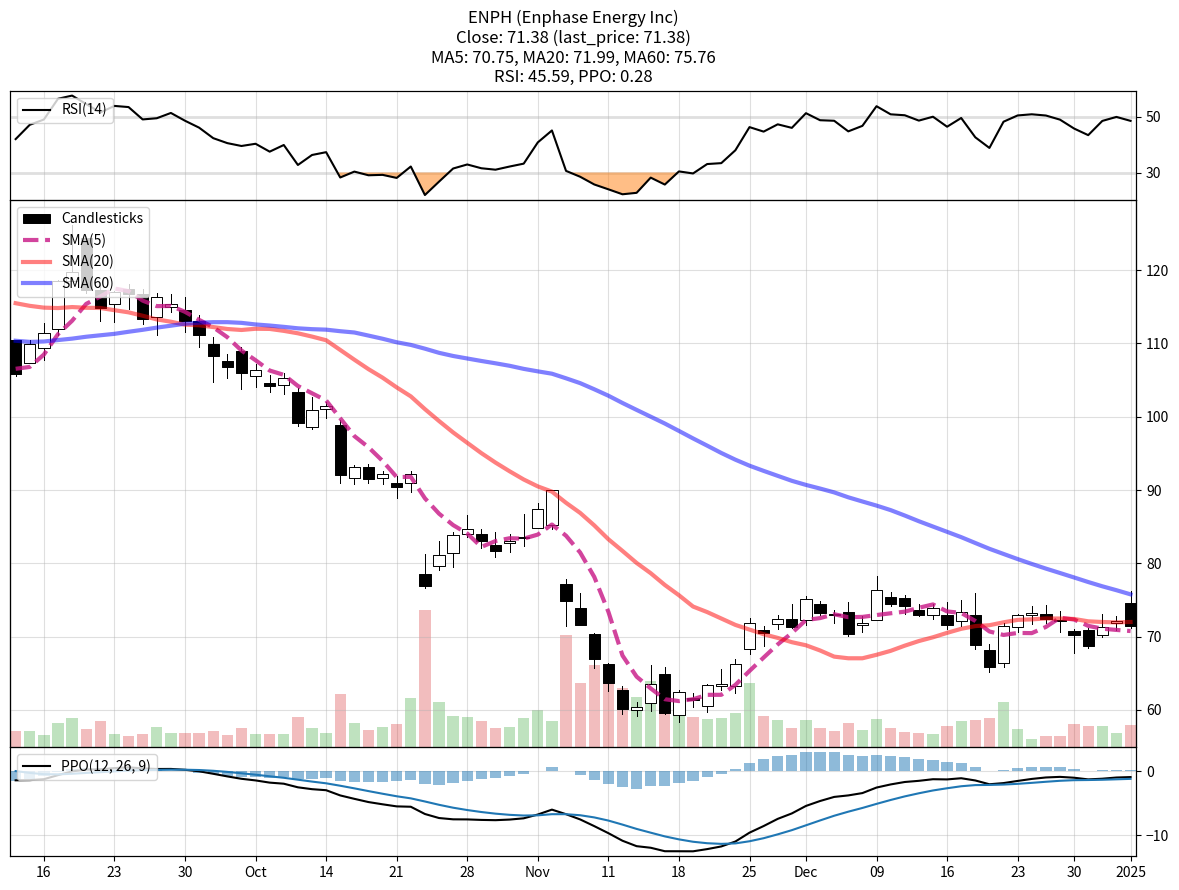 ENPH (Enphase Energy Inc)
Close: 71.38 (last_price: 71.38)
MA5: 70.75, MA20: 71.99, MA60: 75.76
RSI: 45.59, PPO: 0.28
RSI(14)
50
30
Candlesticks
SMA(5)
SMA(20)
SMA(60)
120
110
100
90
80
70
60
PPO(12, 26, 9)
0
−10
16 23 30 Oct 14 21 28 Nov 11 18 25 Dec 09 16 23 30 2025